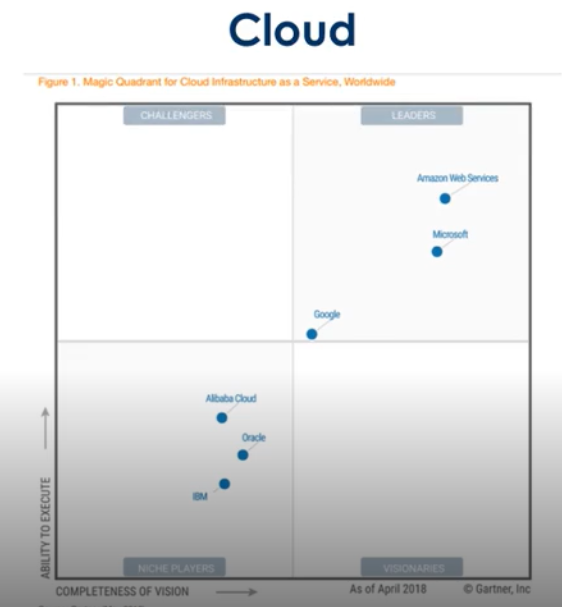 Cloud
Figure 1. Magic Quadrant for Cloud Infrastructure as a Service, Worldwide
CHALLENGERS
LEADERS
Amazon Web Services
Microsoft
Google
Alibaba Cloud
Oracle
IBM
ABILITY TO EXECUTE
NICHE PLAYERS
VISIONARIES
COMPLETENESS OF VISION
As of April 2018
© Gartner, Inc